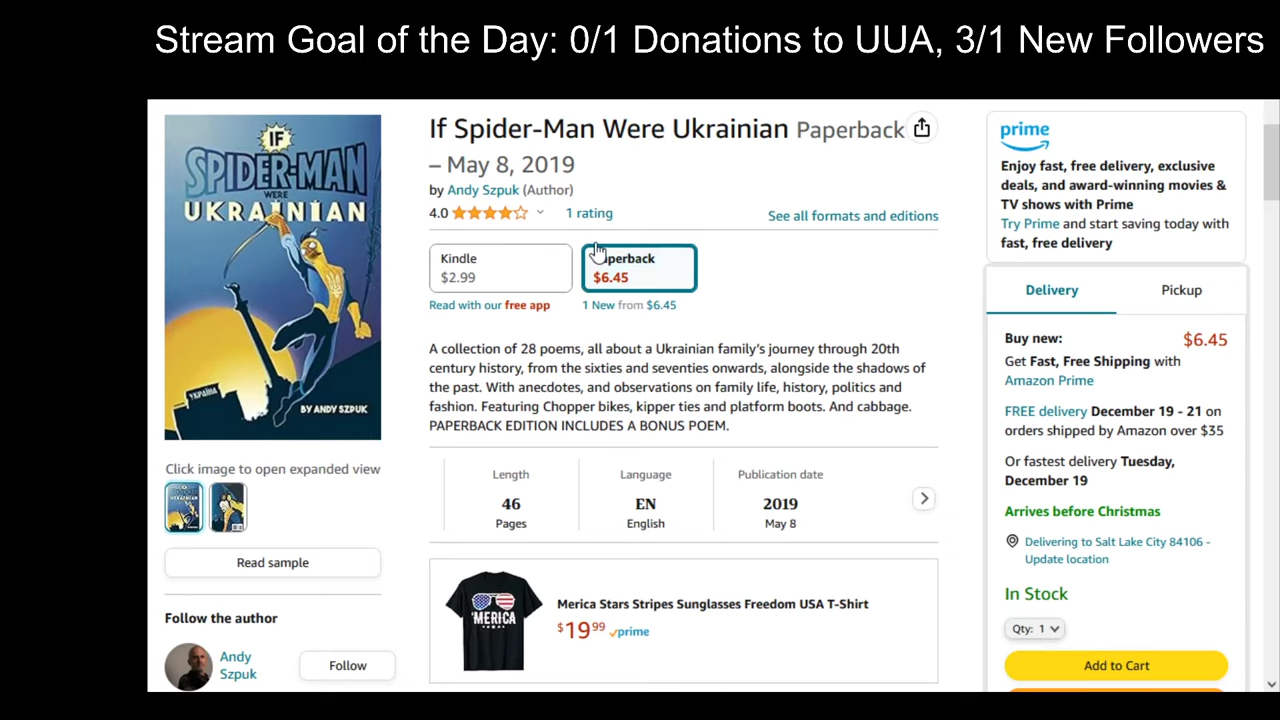 Stream Goal of the Day: 0/1 Donations to UUA, 3/1 New Followers
IF
SPIDER-MAN
WERE
UKRAINIAN
УКРАЇНА
BY ANDY SZPUK
Click image to open expanded view
Read sample
Follow the author
Andy
Szpuk
Follow
If Spider-Man Were Ukrainian Paperback
– May 8, 2019
by Andy Szpuk (Author)
4.0
1 rating
See all formats and editions
Kindle
$2.99
$6.45
Read with our free app
1 New from $6.45
A collection of 28 poems, all about a Ukrainian family's journey through 20th
century history, from the sixties and seventies onwards, alongside the shadows of
the past. With anecdotes, and observations on family life, history, politics and
fashion. Featuring Chopper bikes, kipper ties and platform boots. And cabbage.
PAPERBACK EDITION INCLUDES A BONUS POEM.
Length
46
Pages
Language
EN
English
Publication date
2019
May 8
'MERICA
Merica Stars Stripes Sunglasses Freedom USA T-Shirt
$1999 prime
prime
Enjoy fast, free delivery, exclusive
deals, and award-winning movies &
TV shows with Prime
Try Prime and start saving today with
fast, free delivery
Delivery
Pickup
Buy new:
$6.45
Get Fast, Free Shipping with
Amazon Prime
FREE delivery December 19 - 21 on
orders shipped by Amazon over $35
Or fastest delivery Tuesday,
December 19
Arrives before Christmas
Delivering to Salt Lake City 84106 -
Update location
In Stock
Qty: 1
Add to Cart